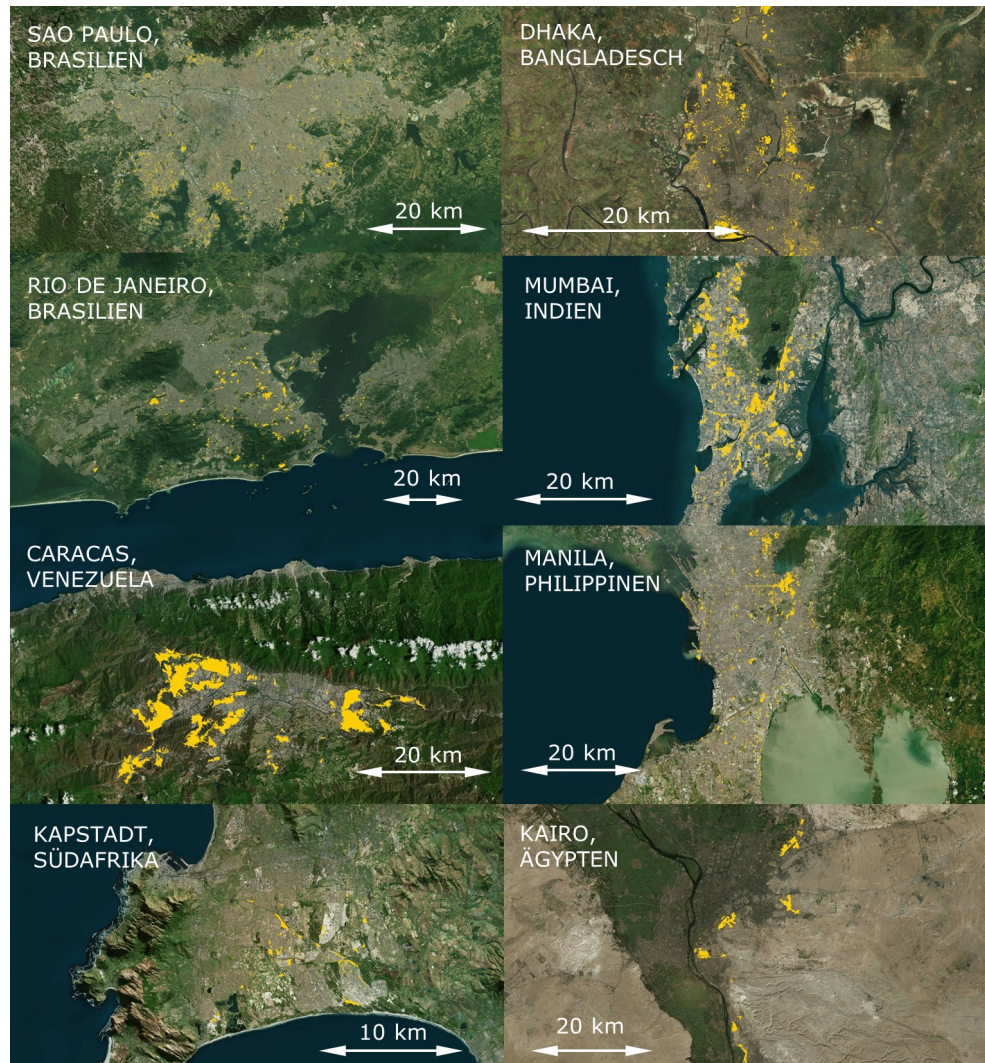 SAO PAULO,
BRASILIEN
20 km
DHAKA,
BANGLADESCH
20 km
RIO DE JANEIRO,
BRASILIEN
20 km
MUMBAI,
INDIEN
20 km
CARACAS,
VENEZUELA
20 km
MANILA,
PHILIPPINEN
20 km
KAPSTADT,
SÜDAFRIKA
10 km
KAIRO,
ÄGYPTEN
20 km